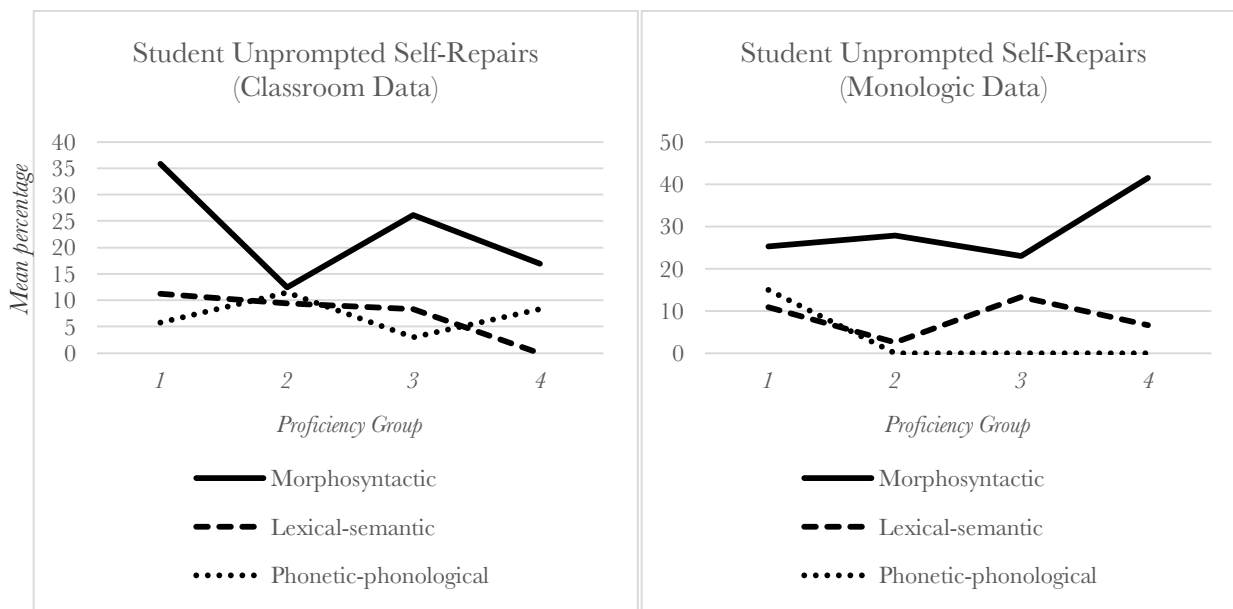 Student Unprompted Self-Repairs
(Classroom Data)
Mean percentage
40
35
30
25
20
15
10
5
0
1 2 3 4
Proficiency Group
Morphosyntactic
Lexical-semantic
Phonetic-phonological
Student Unprompted Self-Repairs
(Monologic Data)
50
40
30
20
10
0
1 2 3 4
Proficiency Group
Morphosyntactic
Lexical-semantic
Phonetic-phonological